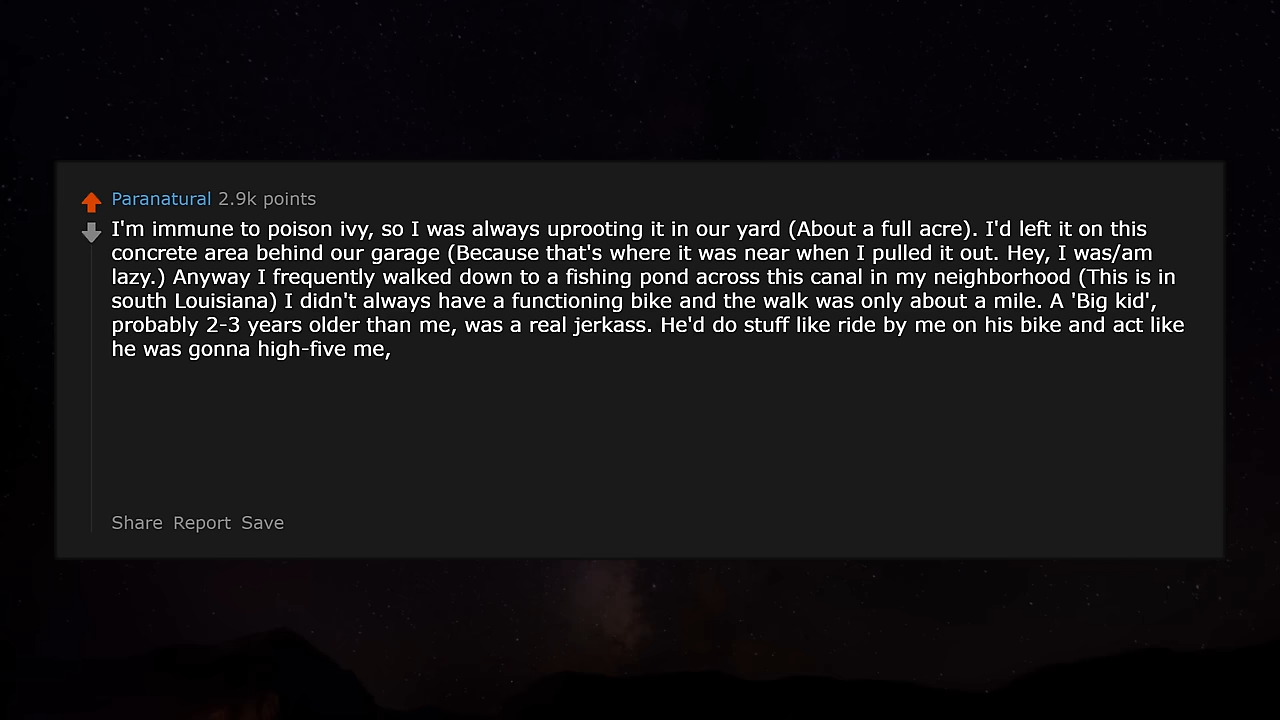 Paranatural 2.9k points
I'm immune to poison ivy, so I was always uprooting it in our yard (About a full acre). I'd left it on this
concrete area behind our garage (Because that's where it was near when I pulled it out. Hey, I was/am
lazy.) Anyway I frequently walked down to a fishing pond across this canal in my neighborhood (This is in
south Louisiana) I didn't always have a functioning bike and the walk was only about a mile. A 'Big kid',
probably 2-3 years older than me, was a real jerkass. He'd do stuff like ride by me on his bike and act like
he was gonna high-five me,
Share Report Save